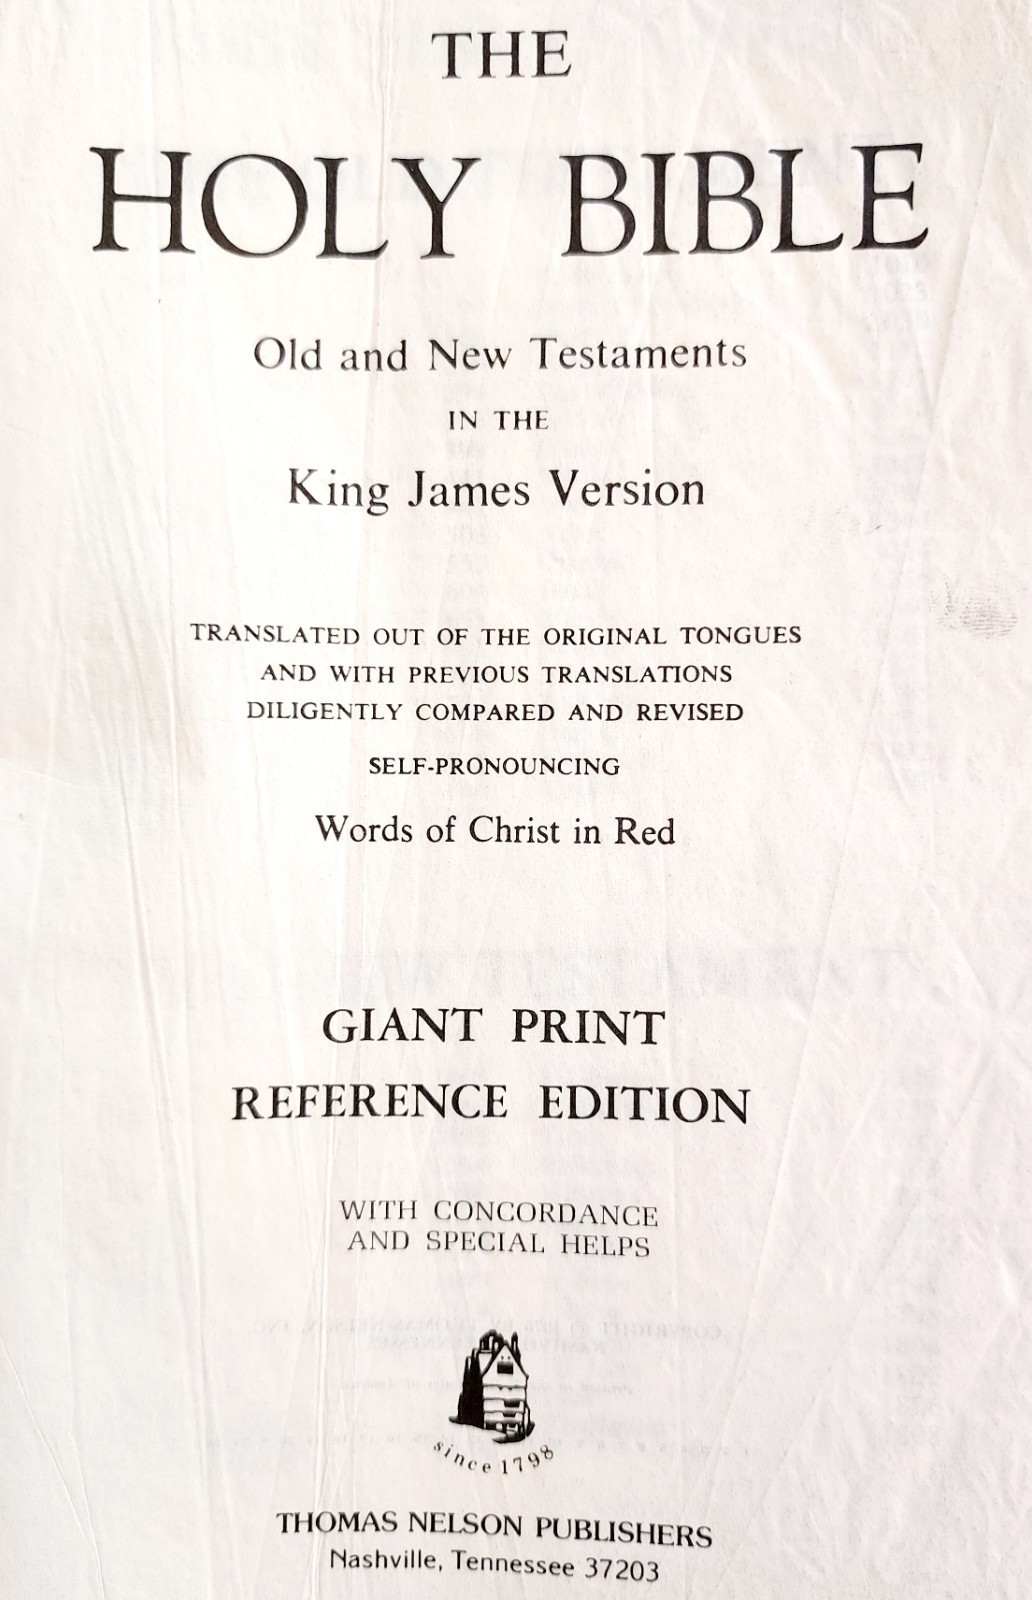 THE
HOLY BIBLE
Old and New Testaments
IN THE
King James Version
TRANSLATED OUT OF THE ORIGINAL TONGUES
AND WITH PREVIOUS TRANSLATIONS
DILIGENTLY COMPARED AND REVISED
SELF-PRONOUNCING
Words of Christ in Red
GIANT PRINT
REFERENCE EDITION
WITH CONCORDANCE
AND SPECIAL HELPS
since 1798
THOMAS NELSON PUBLISHERS
Nashville, Tennessee 37203